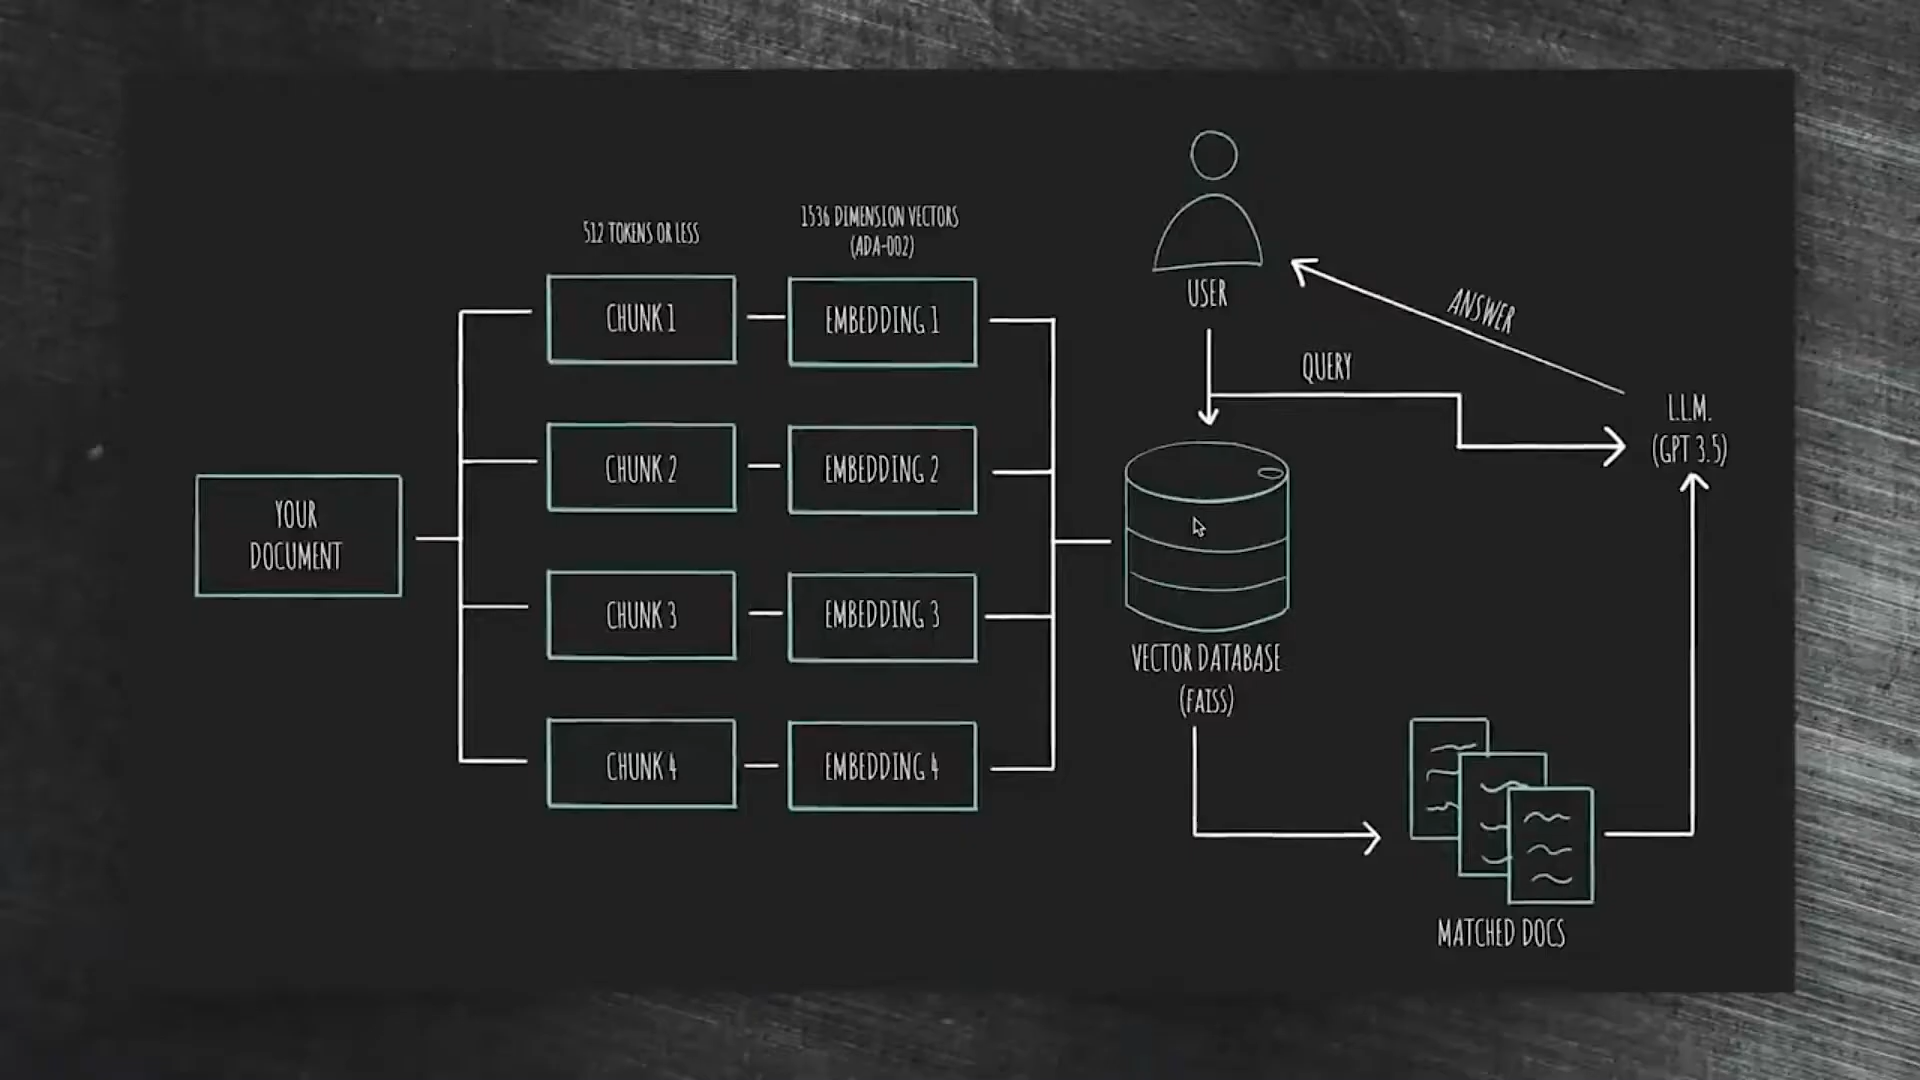 512 TOKENS OR LESS
1536 DIMENSION VECTORS
(ADA-002)
YOUR
DOCUMENT
CHUNK 1
EMBEDDING 1
CHUNK 2
EMBEDDING 2
CHUNK 3
EMBEDDING 3
CHUNK 4
EMBEDDING 4
USER
ANSWER
QUERY
L.L.M.
(GPT 3.5)
VECTOR DATABASE
(FAISS)
MATCHED DOCS